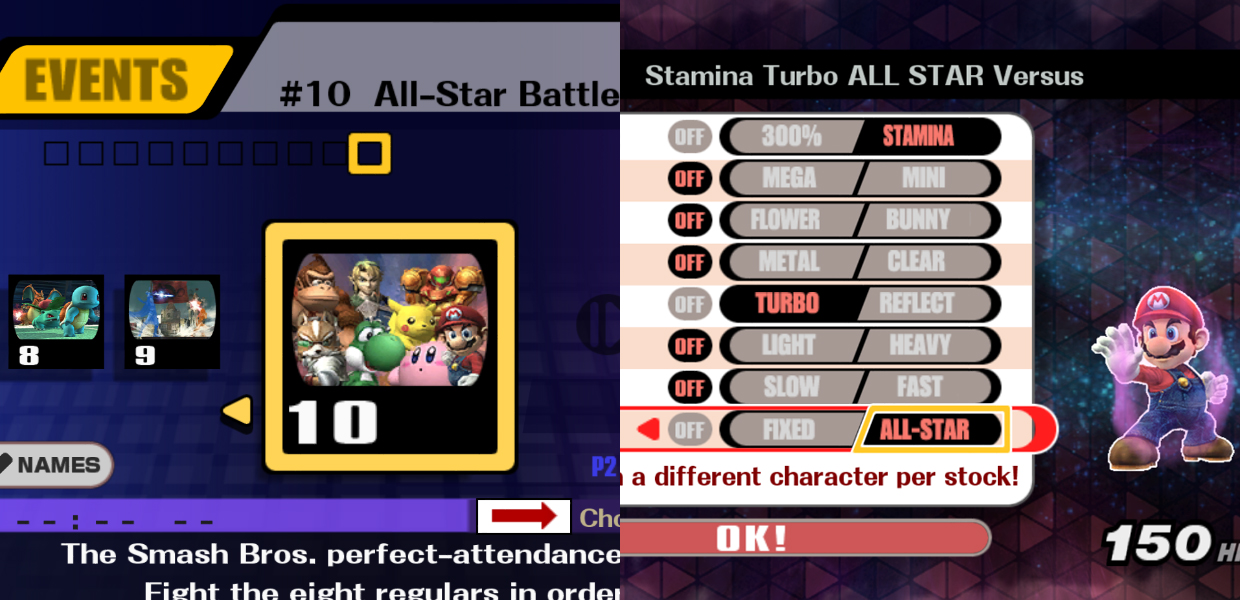 EVENTS
#10 All-Star Battle
8
9
10
NAMES
P2
--:-- --
The Smash Bros. perfect-attendance
Fight the eight regulars in order
Stamina Turbo ALL STAR Versus
OFF 300% STAMINA
OFF MEGA MINI
OFF FLOWER BUNNY
OFF METAL CLEAR
OFF TURBO REFLECT
OFF LIGHT HEAVY
OFF SLOW FAST
OFF FIXED ALL-STAR
a different character per stock!
OK!
150